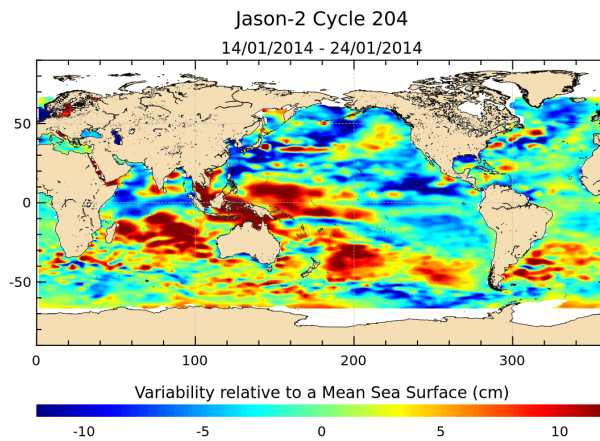 Jason-2 Cycle 204
14/01/2014 - 24/01/2014
50
0
-50
0 100 200 300
Variability relative to a Mean Sea Surface (cm)
-10 -5 0 5 10